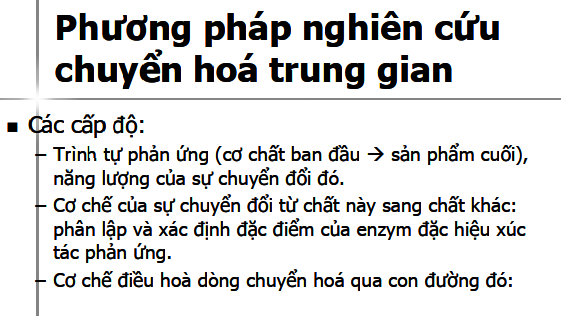 Phương pháp nghiên cứu
chuyển hoá trung gian
■ Các cấp độ:
– Trình tự phản ứng (cơ chất ban đầu → sản phẩm cuối),
năng lượng của sự chuyển đổi đó.
– Cơ chế của sự chuyển đổi từ chất này sang chất khác:
phân lập và xác định đặc điểm của enzym đặc hiệu xúc
tác phản ứng.
– Cơ chế điều hoà dòng chuyển hoá qua con đường đó: